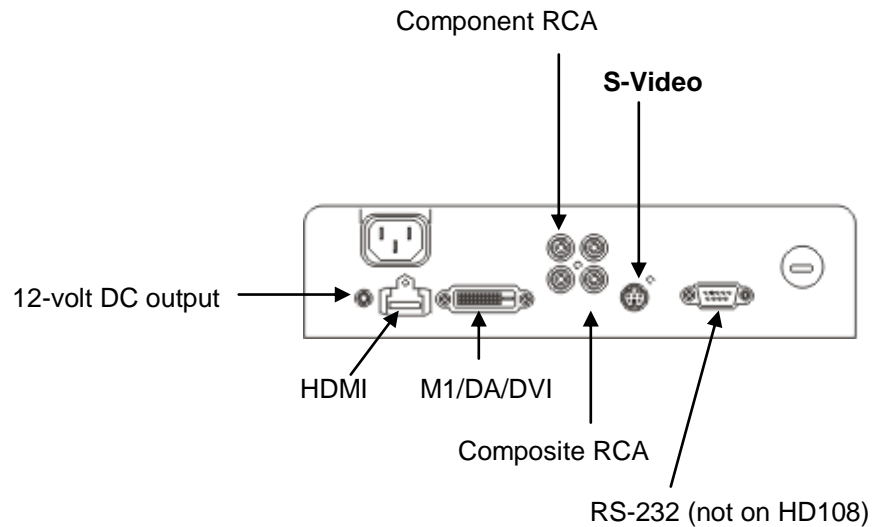 Component RCA
S-Video
12-volt DC output
HDMI
M1/DA/DVI
Composite RCA
RS-232 (not on HD108)